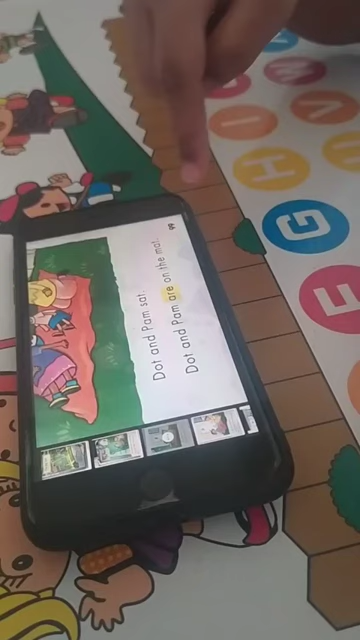 Dot and Pam sat.
Dot and Pam are on the mat.
W
V
I
H
G
E